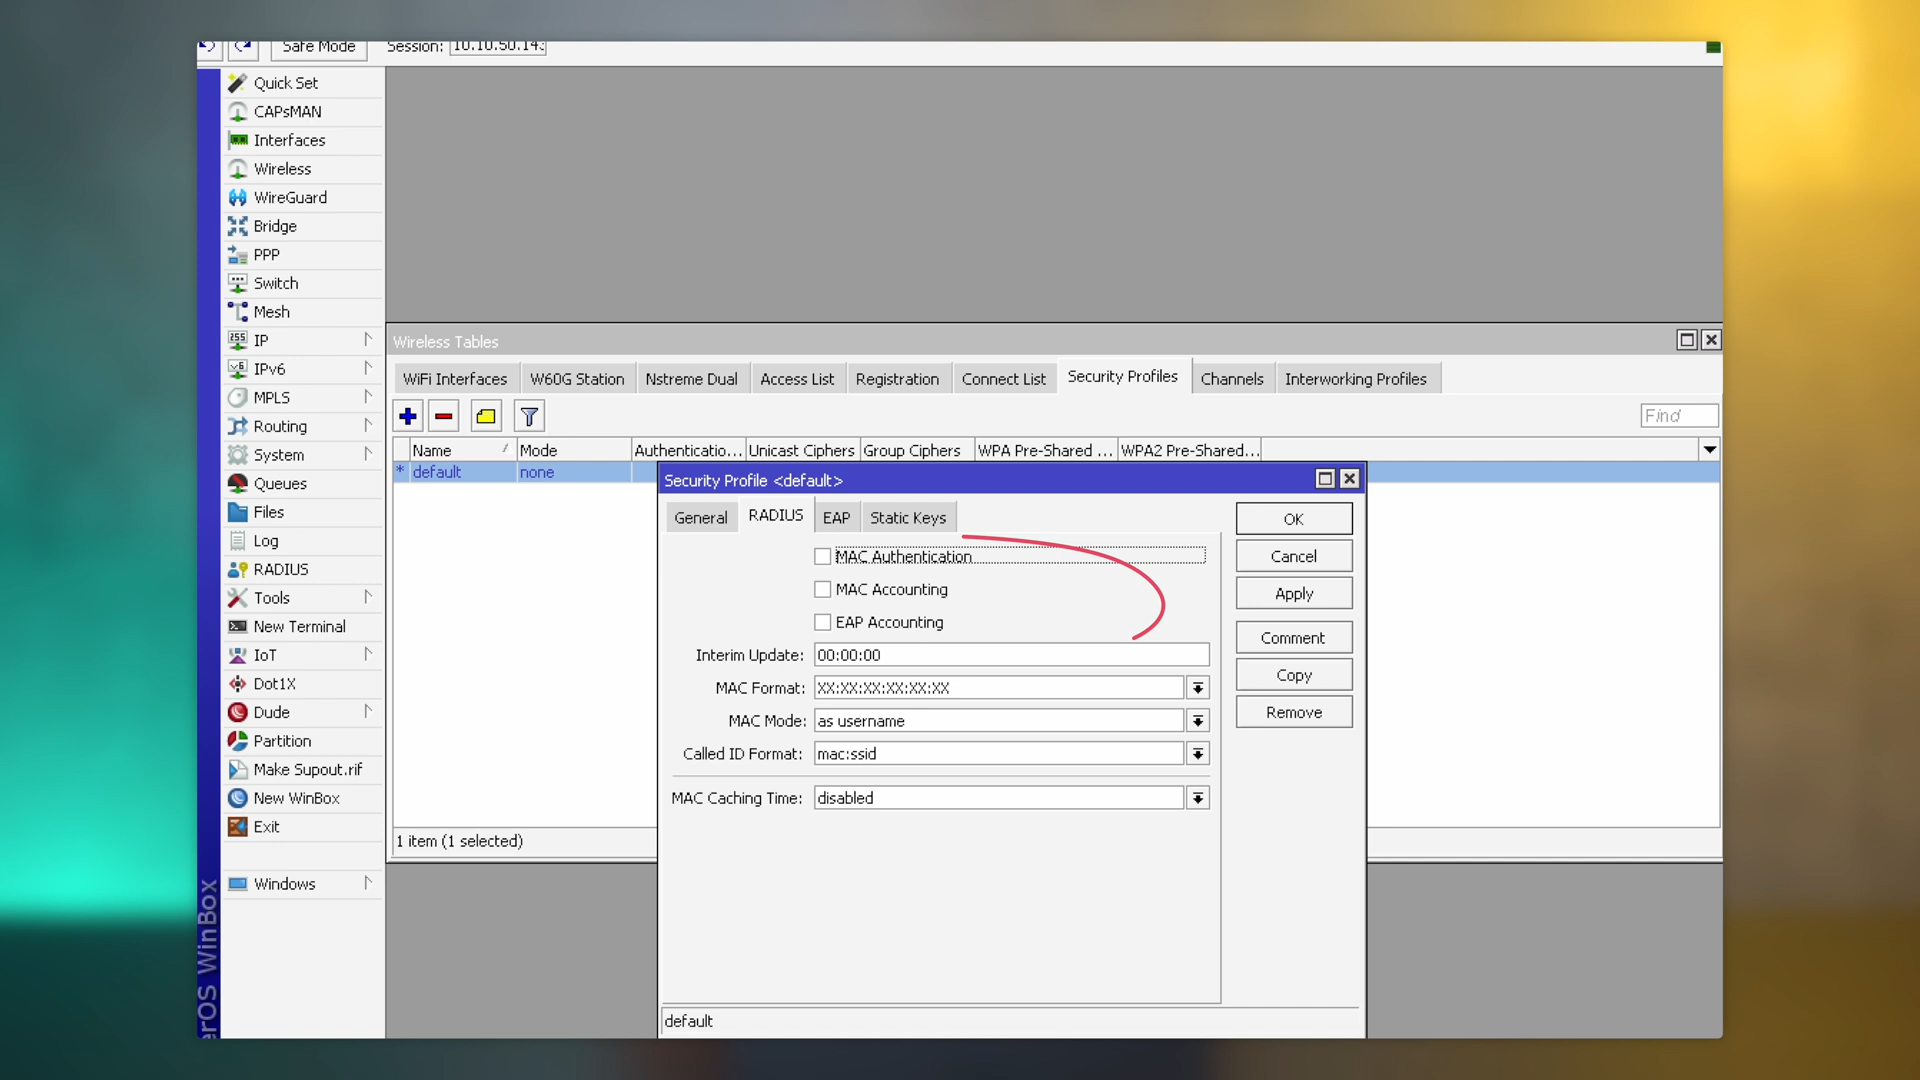 Safe Mode Session: 10.10.50.143
Quick Set
CAPsMAN
Interfaces
Wireless
WireGuard
Bridge
PPP
Switch
Mesh
IP
IPv6
MPLS
Routing
System
Queues
Files
Log
RADIUS
Tools
New Terminal
IoT
Dot1X
Dude
Partition
Make Supout.rif
New WinBox
Exit
Windows
erOS WinBox
Wireless Tables
WiFi Interfaces W60G Station Nstreme Dual Access List Registration Connect List Security Profiles Channels Interworking Profiles
Find
Name Mode Authenticatio... Unicast Ciphers Group Ciphers WPA Pre-Shared ... WPA2 Pre-Shared...
* default none
1 item (1 selected)
Security Profile <default>
General RADIUS EAP Static Keys
MAC Authentication
MAC Accounting
EAP Accounting
Interim Update: 00:00:00
MAC Format: XX:XX:XX:XX:XX:XX
MAC Mode: as username
Called ID Format: mac:ssid
MAC Caching Time: disabled
OK
Cancel
Apply
Comment
Copy
Remove
default